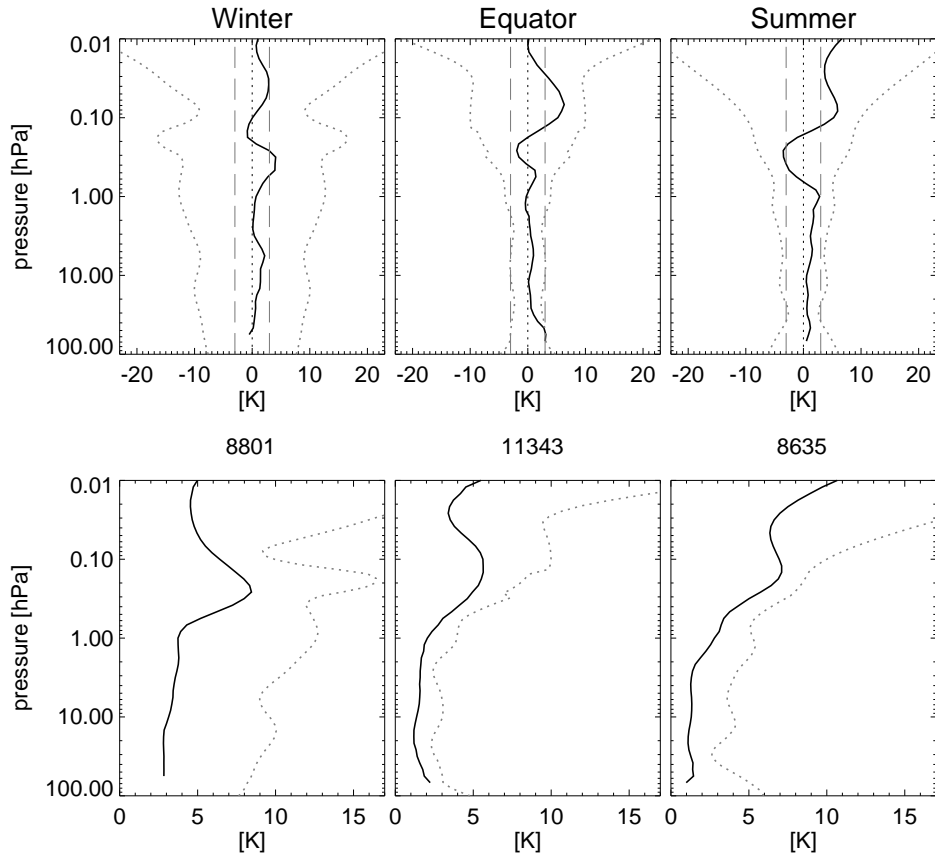 Winter Equator Summer
0.01
0.10
1.00
10.00
100.00
pressure [hPa]
-20 -10 0 10 20 -20 -10 0 10 20 -20 -10 0 10 20
[K] [K] [K]
8801 11343 8635
0.01
0.10
1.00
10.00
100.00
pressure [hPa]
0 5 10 15 0 5 10 15 0 5 10 15
[K] [K] [K]